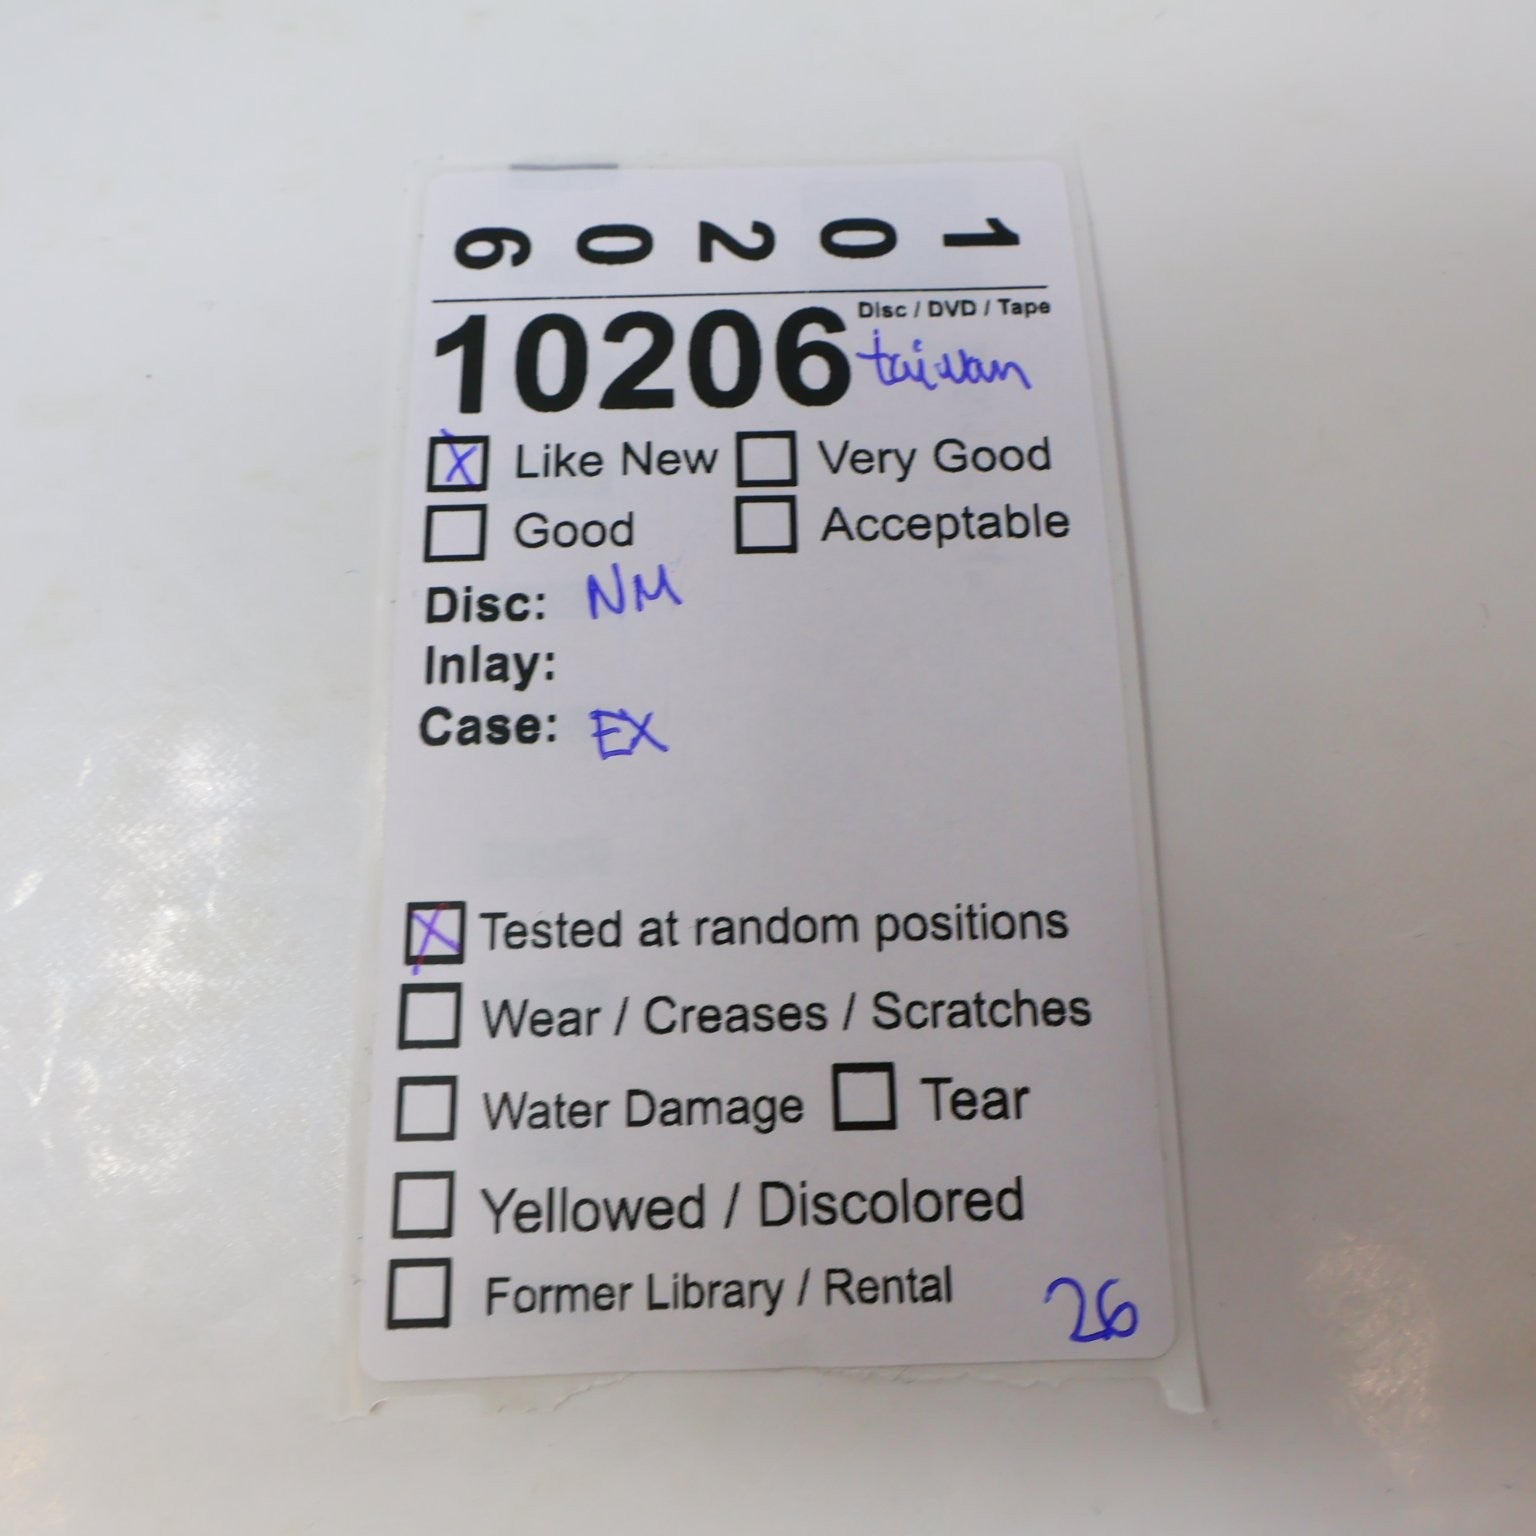 10206
10206 Disc / DVD / Tape
taiwan
X Like New Very Good
Good Acceptable
Disc: NM
Inlay:
Case: EX
X Tested at random positions
Wear / Creases / Scratches
Water Damage Tear
Yellowed / Discolored
Former Library / Rental 26